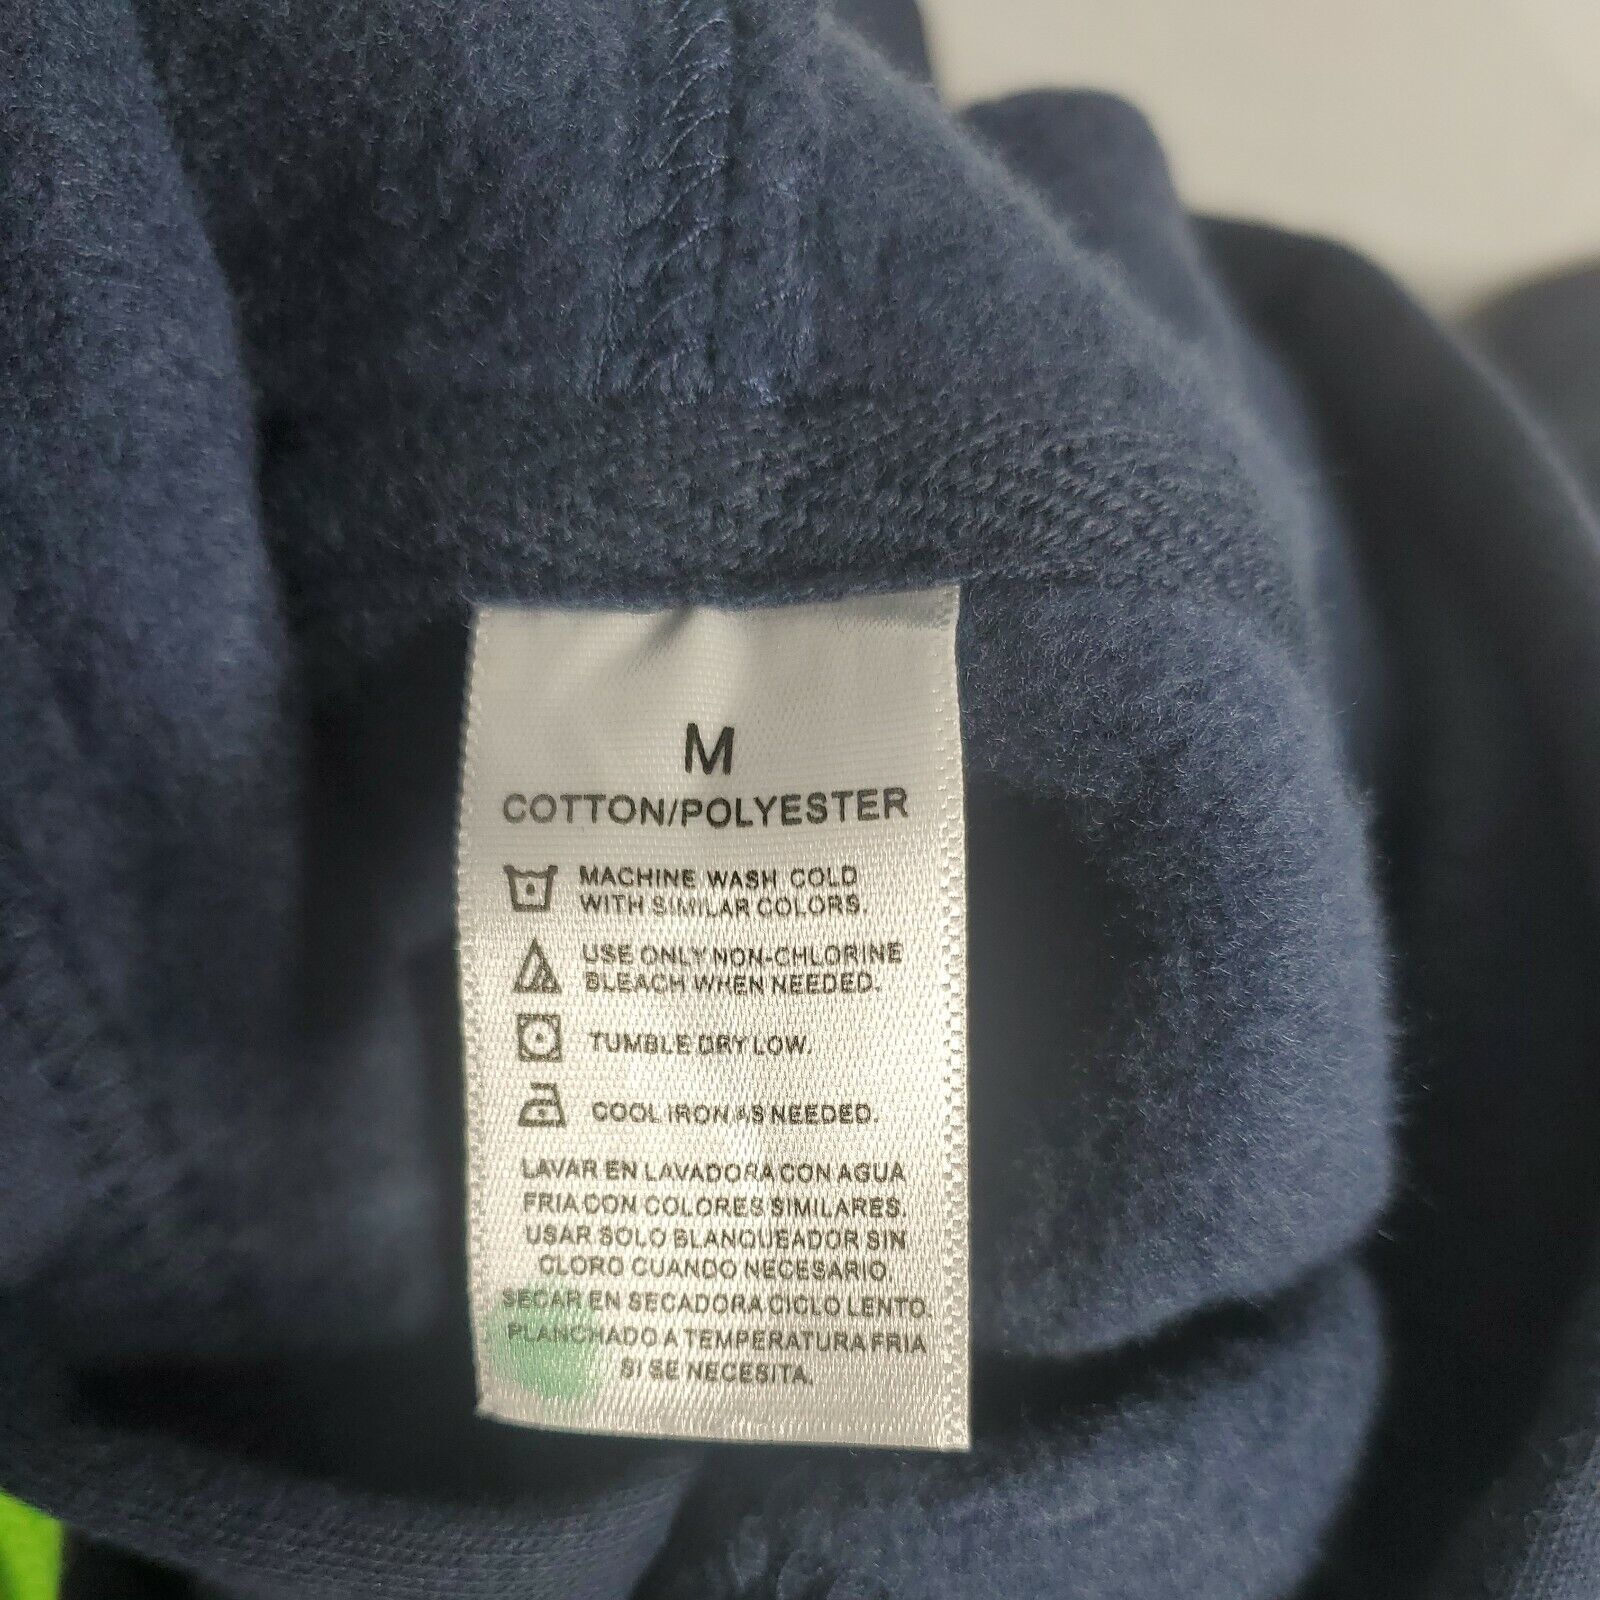 M
COTTON/POLYESTER
MACHINE WASH COLD
WITH SIMILAR COLORS.
USE ONLY NON-CHLORINE
BLEACH WHEN NEEDED.
TUMBLE DRY LOW.
COOL IRON AS NEEDED.
LAVAR EN LAVADORA CON AGUA
FRIA CON COLORES SIMILARES.
USAR SOLO BLANQUEADOR SIN
CLORO CUANDO NECESARIO.
SECAR EN SECADORA CICLO LENTO.
PLANCHADO A TEMPERATURA FRIA
SI SE NECESITA.